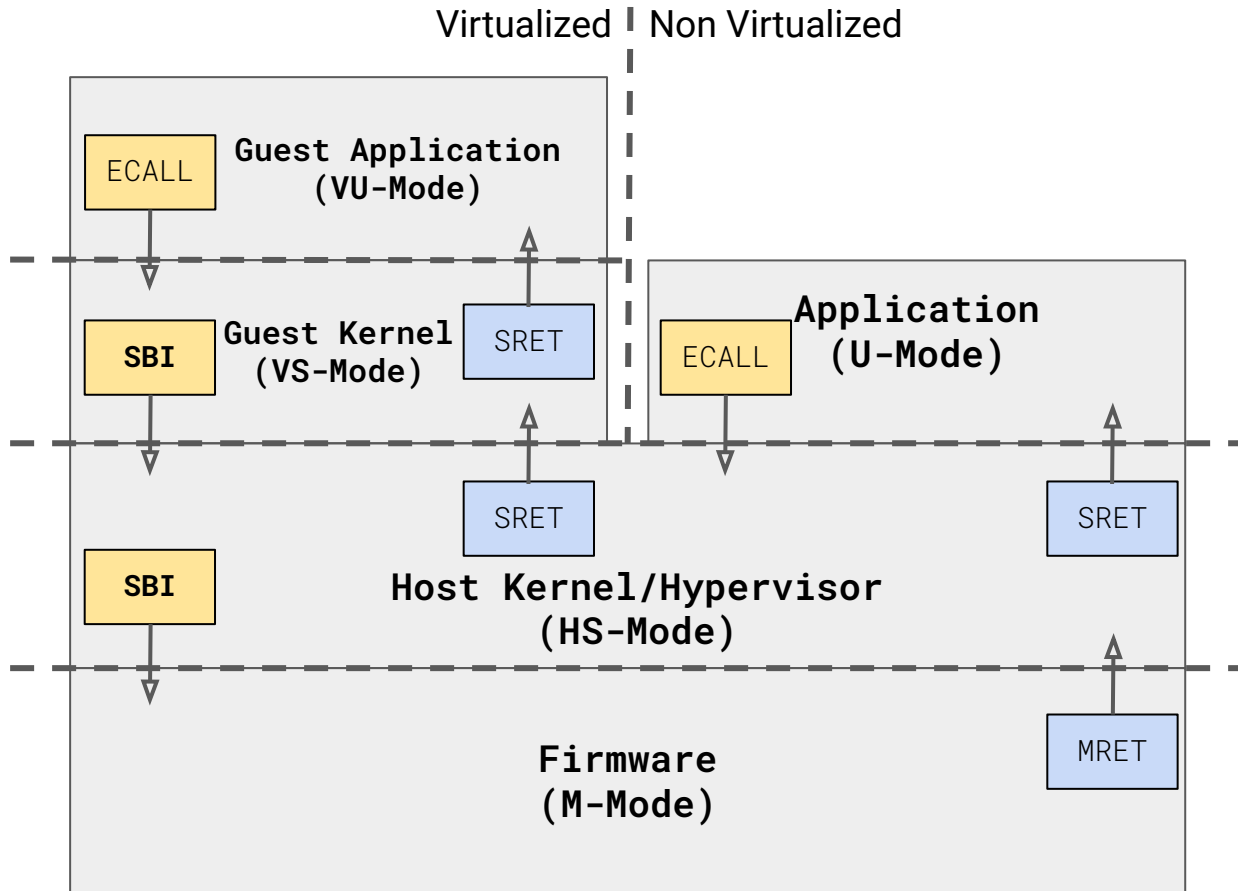 Virtualized
Non Virtualized
ECALL
Guest Application
(VU-Mode)
SBI
Guest Kernel
(VS-Mode)
SRET
ECALL
Application
(U-Mode)
SRET
SRET
SBI
Host Kernel/Hypervisor
(HS-Mode)
Firmware
(M-Mode)
MRET